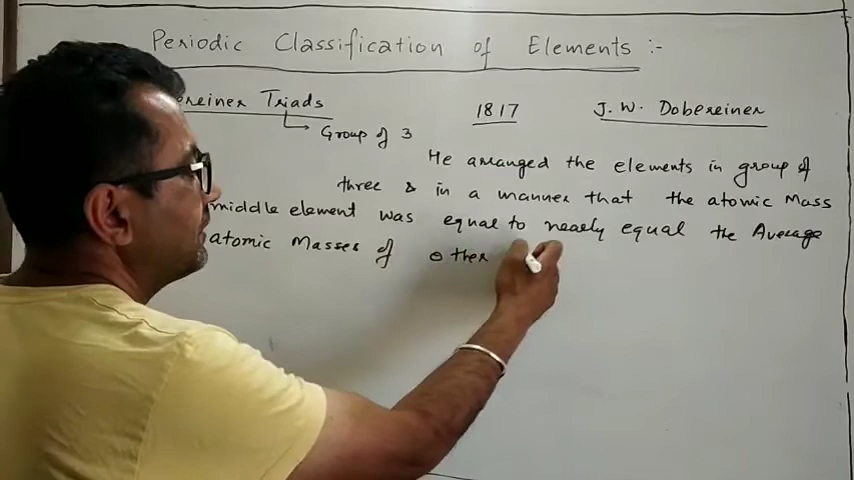 Periodic Classification of Elements :-
ereiner Triads 1817 J. W. Dobereiner
Group of 3
He arranged the elements in group of
three & in a manner that the atomic Mass
middle element was equal to nearly equal the Average
atomic Masses of other